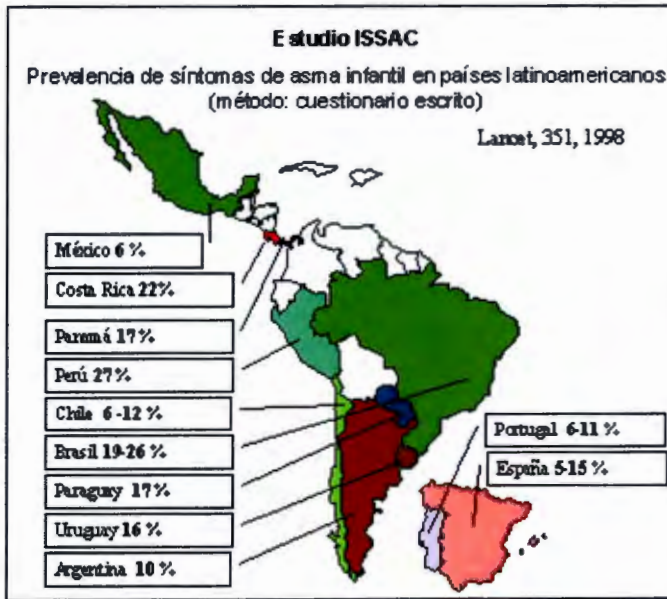 Estudio ISSAC
Prevalencia de síntomas de asma infantil en países latinoamericanos
(método: cuestionario escrito)
Lancet, 351, 1998
México 6 %
Costa Rica 22%
Panamá 17%
Perú 27%
Chile 6 -12 %
Brasil 19-26 %
Paraguay 17%
Uruguay 16 %
Argentina 10 %
Portugal 6-11 %
España 5-15 %